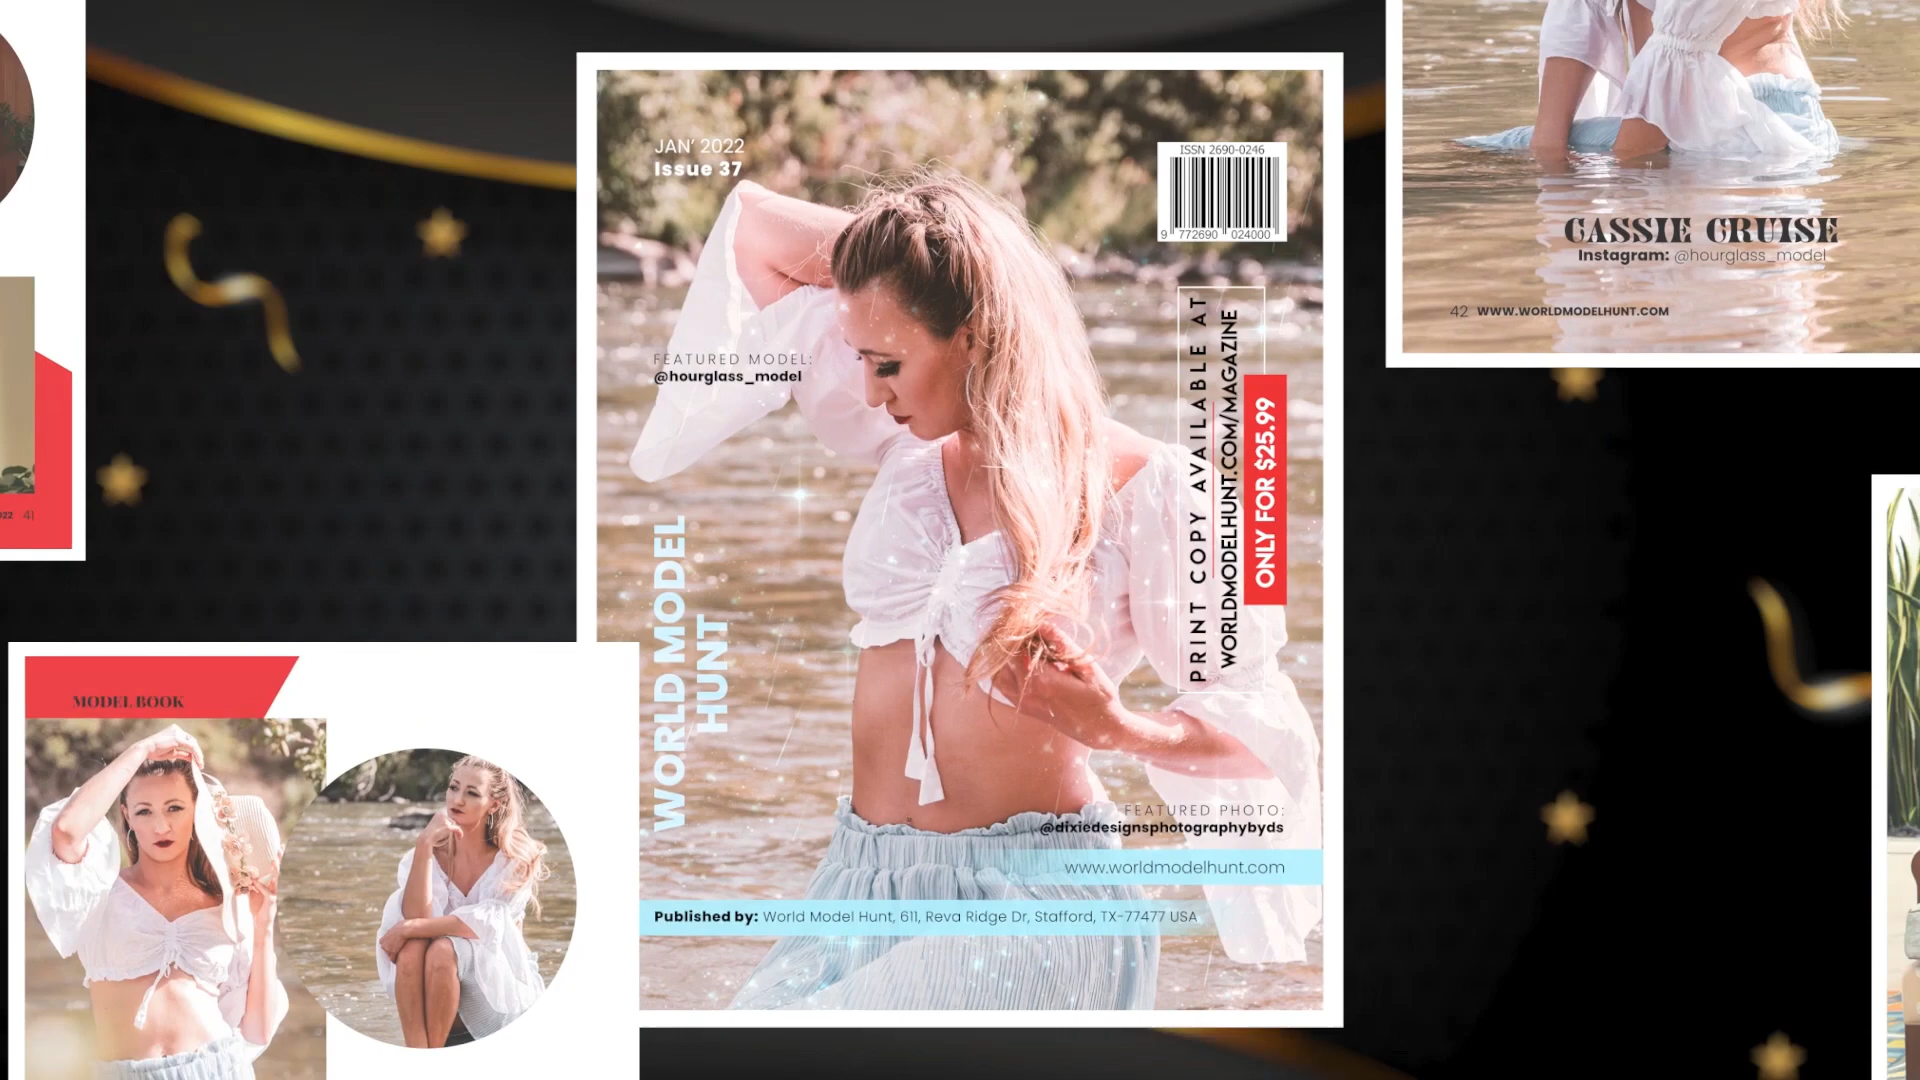 JAN' 2022
Issue 37
ISSN 2690-0246
9 772690 024000
FEATURED MODEL:
@hourglass_model
PRINT COPY AVAILABLE AT
WORLDMODELHUNT.COM/MAGAZINE
ONLY FOR $25.99
WORLD MODEL
HUNT
FEATURED PHOTO:
@dixiedesignsphotographybyds
www.worldmodelhunt.com
Published by: World Model Hunt, 611, Reva Ridge Dr, Stafford, TX-77477 USA
CASSIE CRUISE
Instagram: @hourglass_model
42 WWW.WORLDMODELHUNT.COM
41
MODEL BOOK